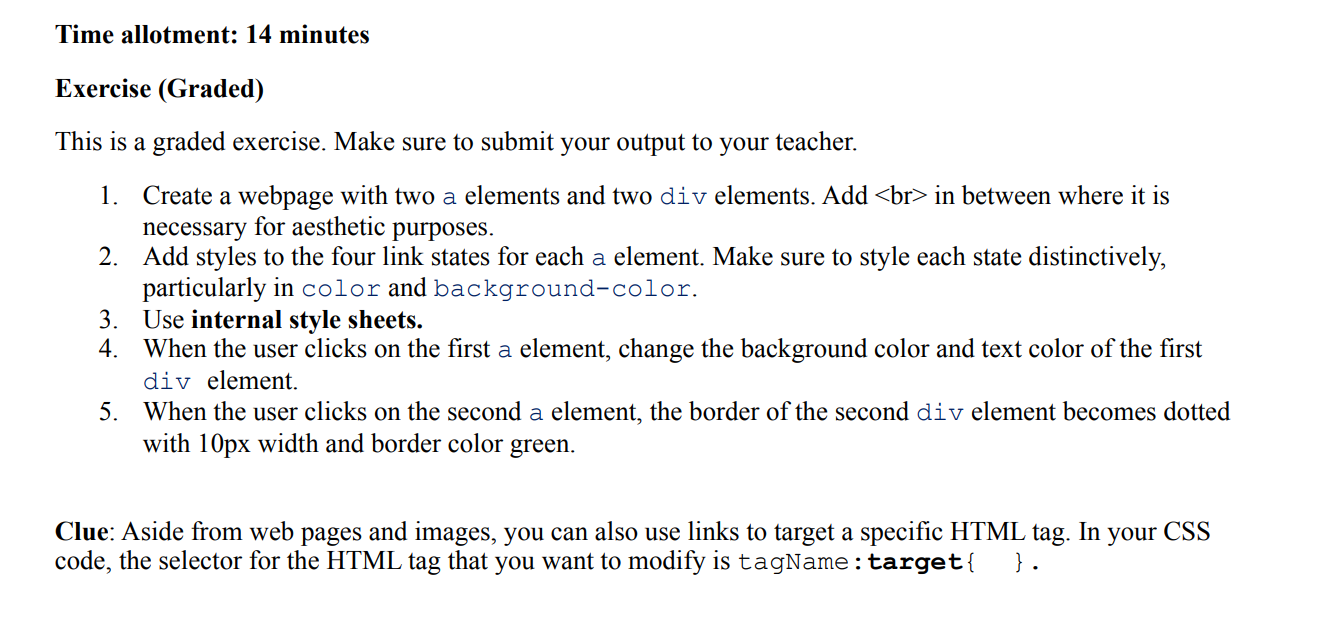 Time allotment: 14 minutes
Exercise (Graded)
This is a graded exercise. Make sure to submit your output to your teacher.
1. Create a webpage with two a elements and two div elements. Add <br> in between where it is
necessary for aesthetic purposes.
2. Add styles to the four link states for each a element. Make sure to style each state distinctively,
particularly in color and background-color.
3. Use internal style sheets.
4. When the user clicks on the first a element, change the background color and text color of the first
div element.
5. When the user clicks on the second a element, the border of the second div element becomes dotted
with 10px width and border color green.
Clue: Aside from web pages and images, you can also use links to target a specific HTML tag. In your CSS
code, the selector for the HTML tag that you want to modify is tagName:target{ }.